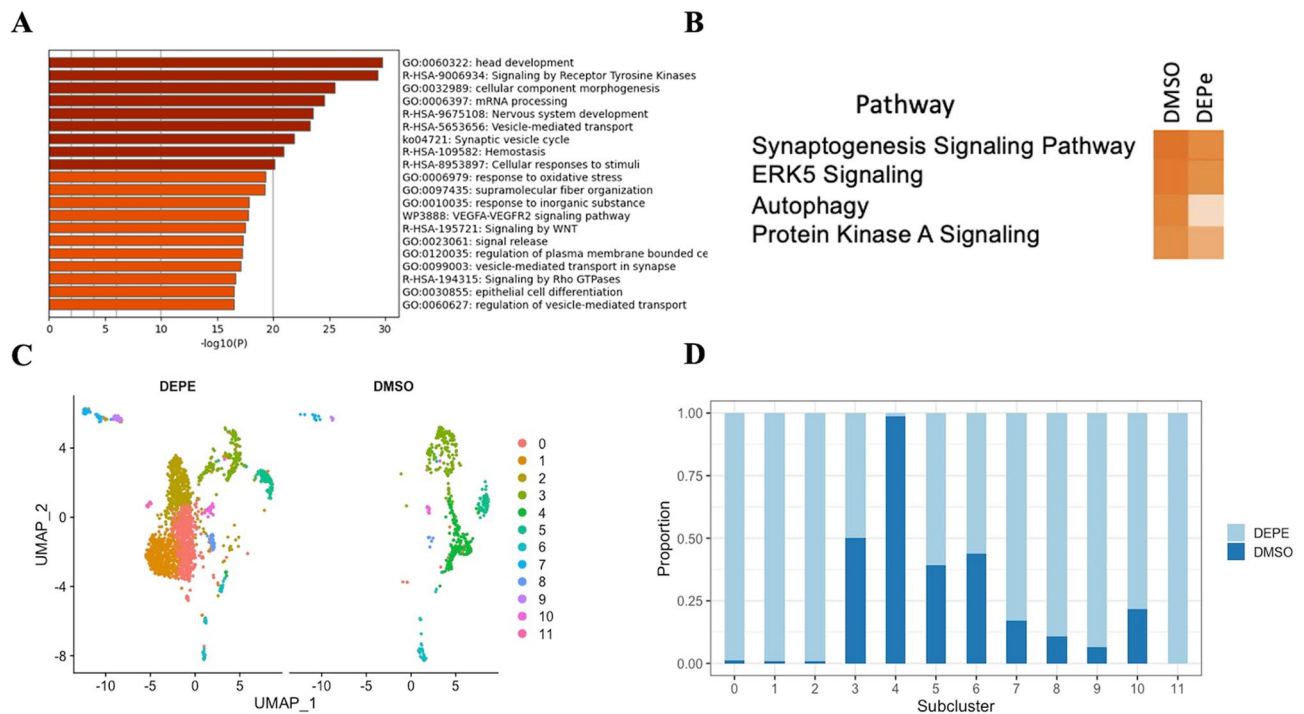 A
GO:0060322: head development
R-HSA-9006934: Signaling by Receptor Tyrosine Kinases
GO:0032989: cellular component morphogenesis
GO:0006397: mRNA processing
R-HSA-9675108: Nervous system development
R-HSA-5653656: Vesicle-mediated transport
ko04721: Synaptic vesicle cycle
R-HSA-109582: Hemostasis
R-HSA-8953897: Cellular responses to stimuli
GO:0006979: response to oxidative stress
GO:0097435: supramolecular fiber organization
GO:0010035: response to inorganic substance
WP3888: VEGFA-VEGFR2 signaling pathway
R-HSA-195721: Signaling by WNT
GO:0023061: signal release
GO:0120035: regulation of plasma membrane bounded ce
GO:0099003: vesicle-mediated transport in synapse
R-HSA-194315: Signaling by Rho GTPases
GO:0030855: epithelial cell differentiation
GO:0060627: regulation of vesicle-mediated transport
0 5 10 15 20 25 30
-log10(P)
B
Pathway
DMSO
DEPe
Synaptogenesis Signaling Pathway
ERK5 Signaling
Autophagy
Protein Kinase A Signaling
C
DEPE DMSO
UMAP_2
4
0
-4
-8
-10 -5 0 5 -10 -5 0 5
UMAP_1
0
1
2
3
4
5
6
7
8
9
10
11
D
Proportion
1.00
0.75
0.50
0.25
0.00
0 1 2 3 4 5 6 7 8 9 10 11
Subcluster
DEPE
DMSO